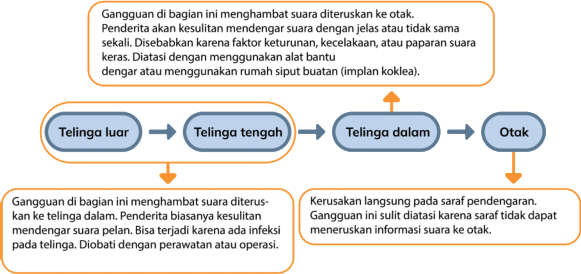 Gangguan di bagian ini menghambat suara diteruskan ke otak.
Penderita akan kesulitan mendengar suara dengan jelas atau tidak sama
sekali. Disebabkan karena faktor keturunan, kecelakaan, atau paparan suara
keras. Diatasi dengan menggunakan alat bantu
dengar atau menggunakan rumah siput buatan (implan koklea).
Telinga luar
Telinga tengah
Telinga dalam
Otak
Gangguan di bagian ini menghambat suara diterus-
kan ke telinga dalam. Penderita biasanya kesulitan
mendengar suara pelan. Bisa terjadi karena ada infeksi
pada telinga. Diobati dengan perawatan atau operasi.
Kerusakan langsung pada saraf pendengaran.
Gangguan ini sulit diatasi karena saraf tidak dapat
meneruskan informasi suara ke otak.